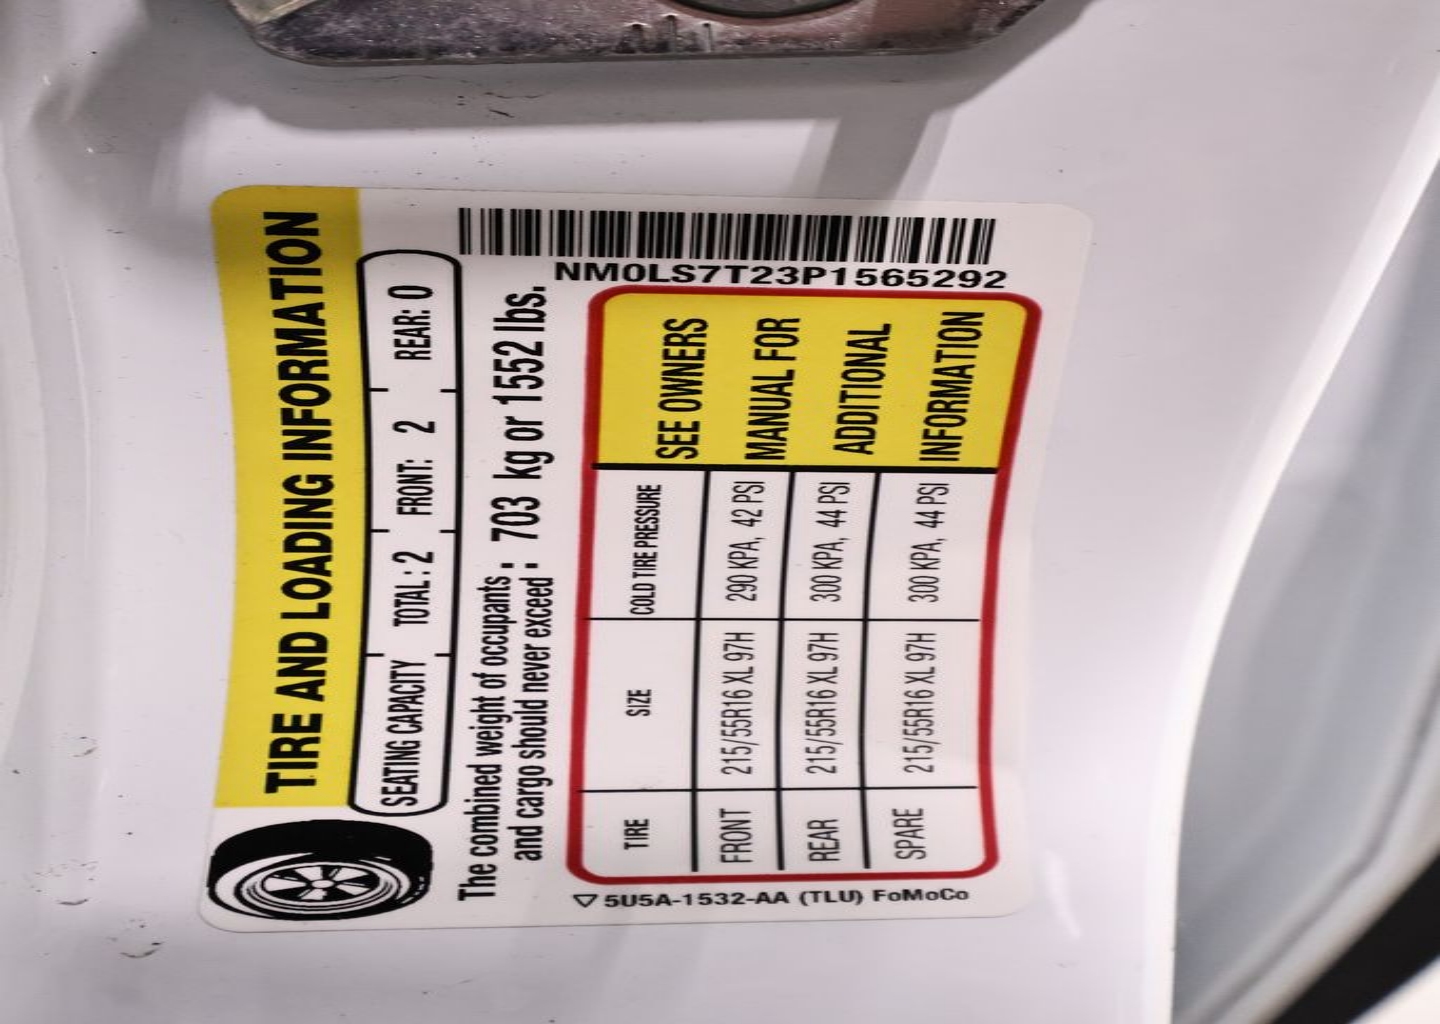 TIRE AND LOADING INFORMATION
SEATING CAPACITY TOTAL: 2 FRONT: 2 REAR: 0
The combined weight of occupants
and cargo should never exceed : 703 kg or 1552 lbs.
TIRE SIZE COLD TIRE PRESSURE
FRONT 215/55R16 XL 97H 290 KPA, 42 PSI
REAR 215/55R16 XL 97H 300 KPA, 44 PSI
SPARE 215/55R16 XL 97H 300 KPA, 44 PSI
SEE OWNERS
MANUAL FOR
ADDITIONAL
INFORMATION
NM0LS7T23P1565292
5U5A-1532-AA (TLU) FoMoCo